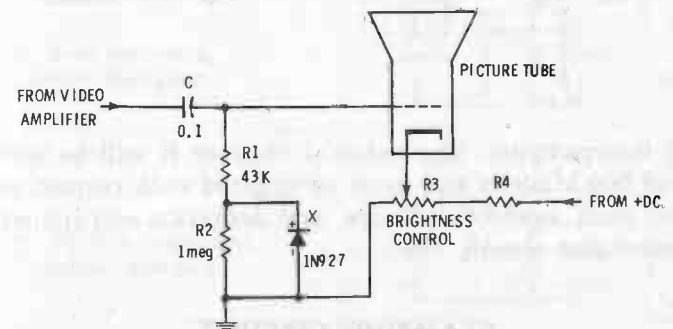 PICTURE TUBE
C
FROM VIDEO
AMPLIFIER
0.1
R1
43K
R2
1meg
X
+
-
1N927
R3
R4
BRIGHTNESS
CONTROL
FROM +DC.